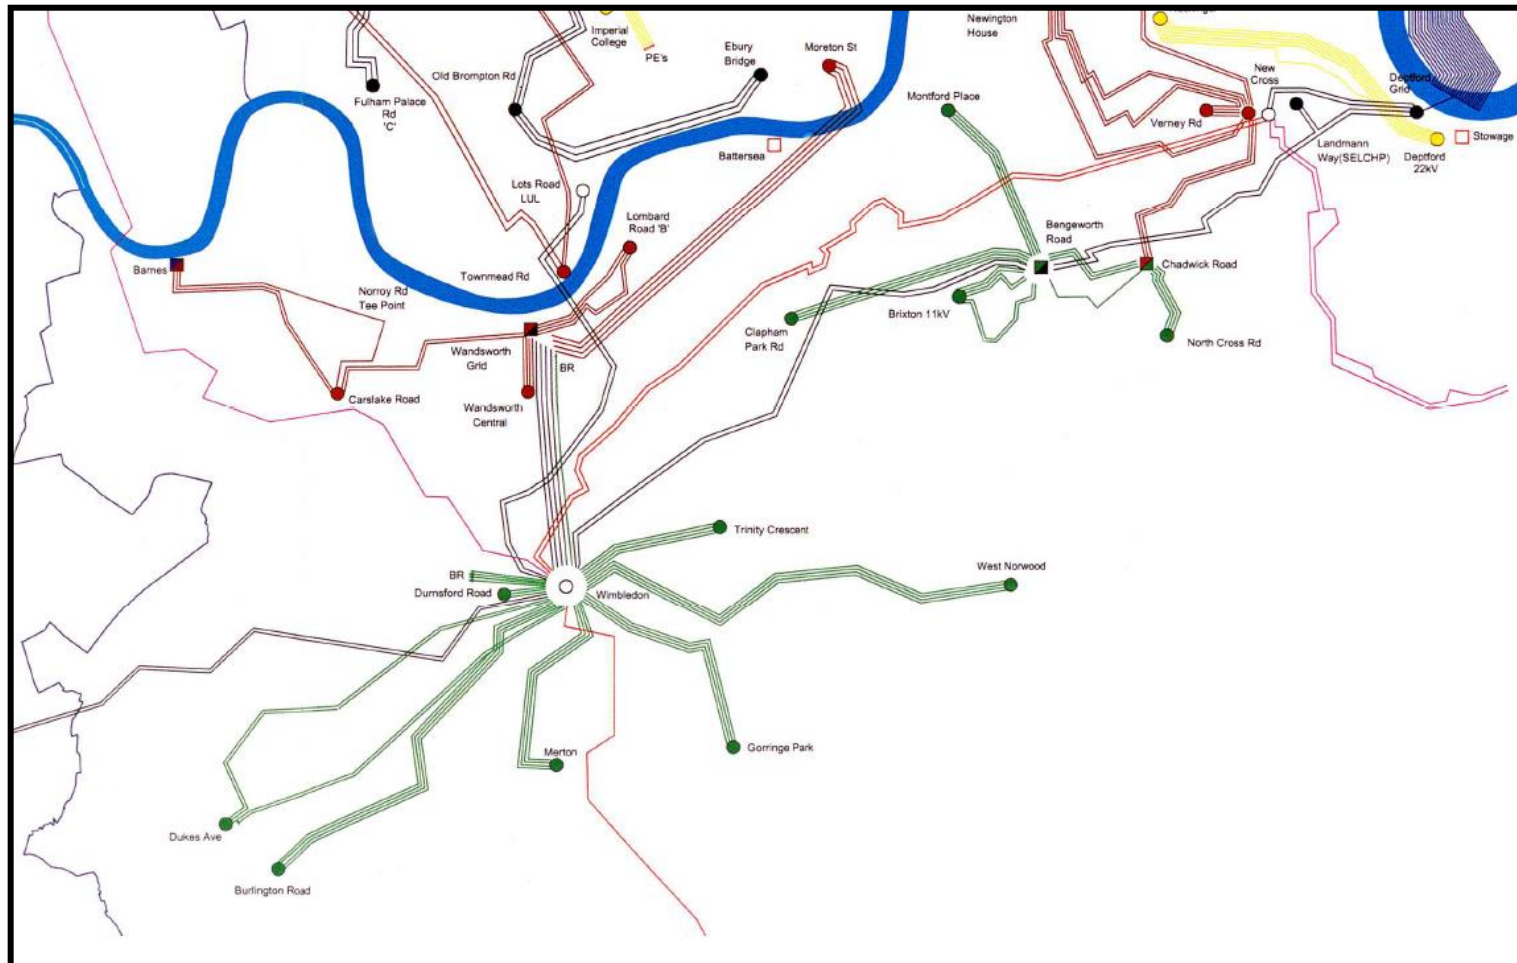 Imperial
College
PE's
Ebury
Bridge
Moreton St
Newington
House
Old Brompton Rd
Fulham Palace
Rd
'C'
Montford Place
New
Cross
Deptford
Grid
Verney Rd
Landmann
Way(SELCHP)
Deptford
22kV
Stowage
Battersea
Lots Road
LUL
Lombard
Road 'B'
Bengeworth
Road
Chadwick Road
Barnes
Townmead Rd
Norroy Rd
Tee Point
Brixton 11kV
Clapham
Park Rd
North Cross Rd
Wandsworth
Grid
BR
Carslake Road
Wandsworth
Central
Trinity Crescent
West Norwood
BR
Durnsford Road
Wimbledon
Merton
Gorringe Park
Dukes Ave
Burlington Road